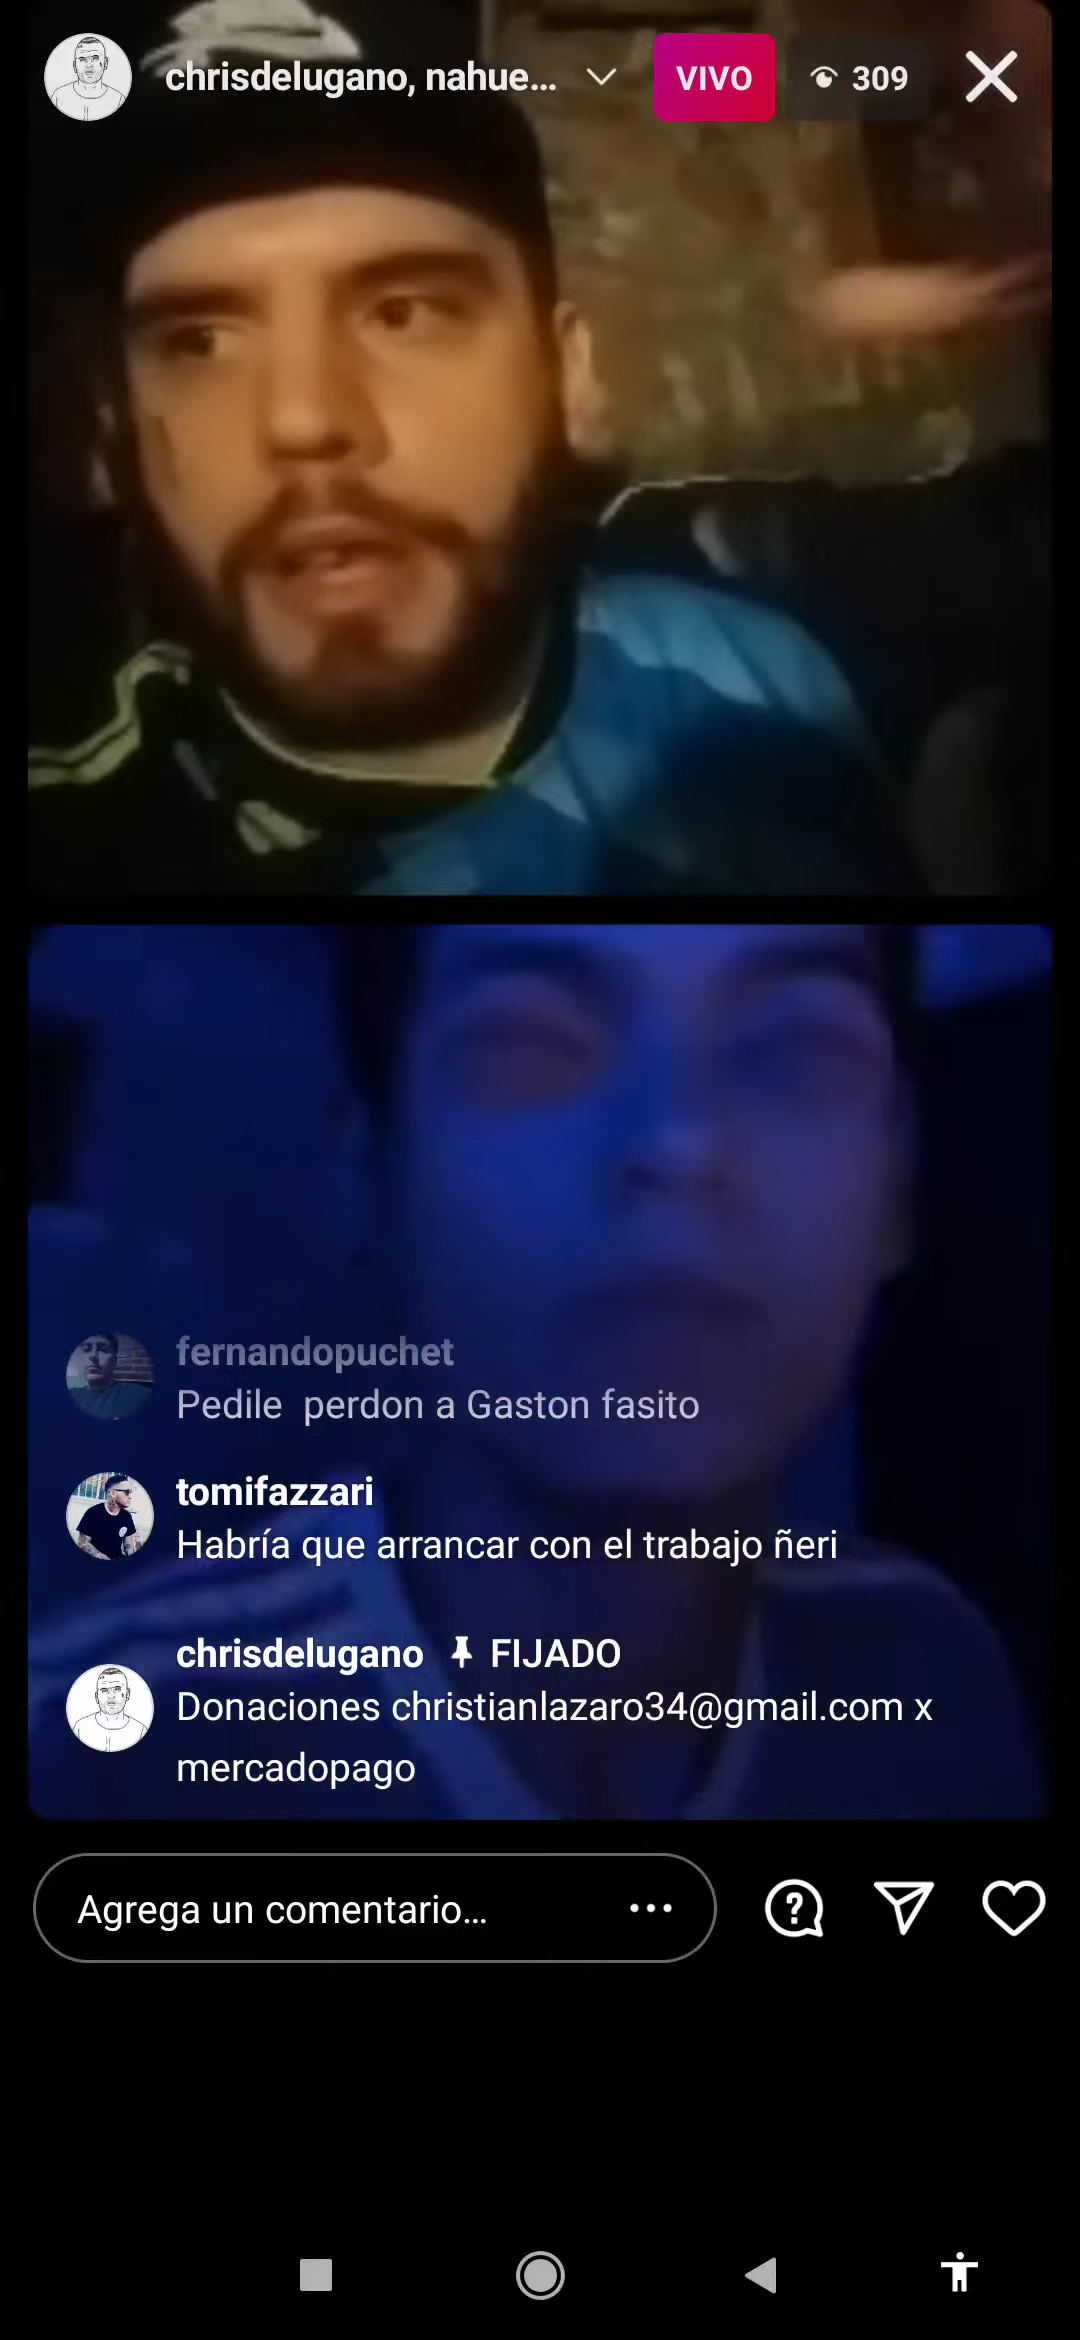 chrisdelugano, nahue...
VIVO
309
fernandopuchet
Pedile perdon a Gaston fasito
tomifazzari
Habría que arrancar con el trabajo ñeri
chrisdelugano FIJADO
Donaciones christianlazaro34@gmail.com x
mercadopago
Agrega un comentario...